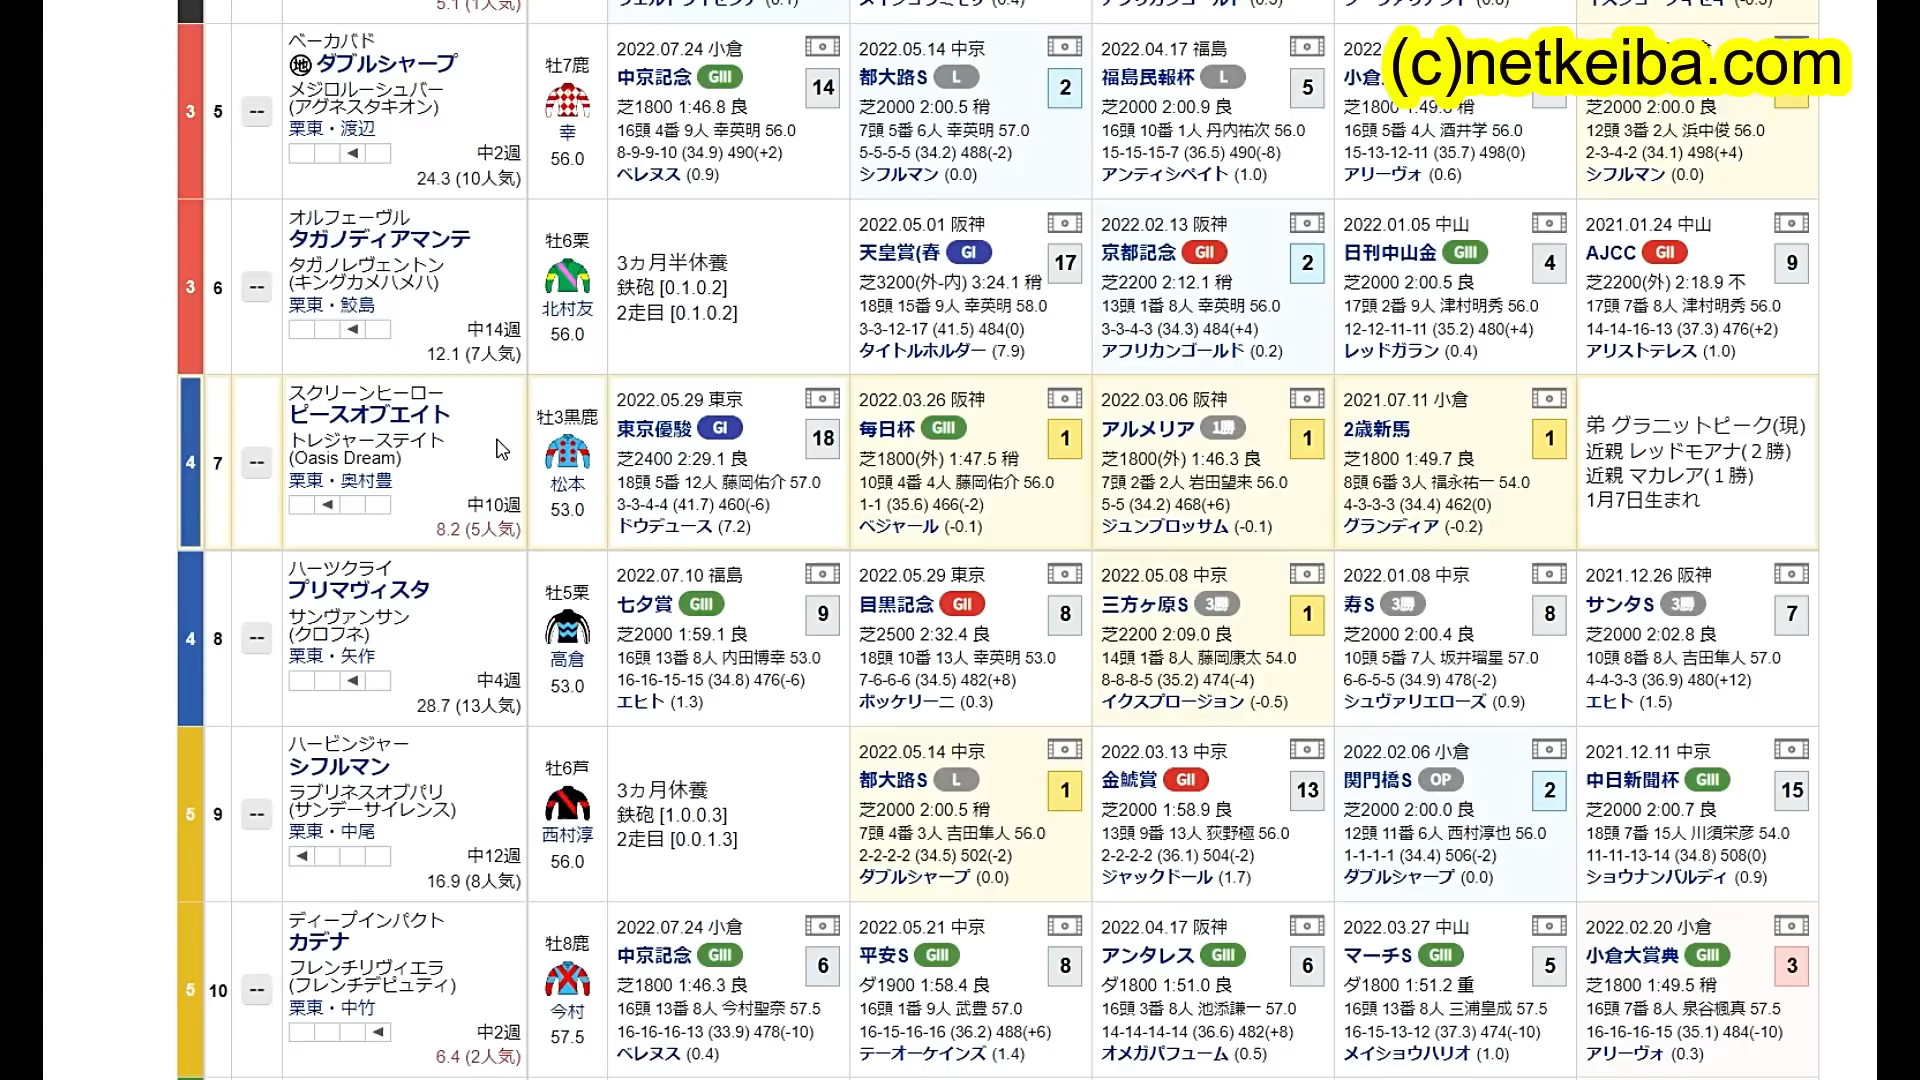 5.1 (1人気)
(c)netkeiba.com
3
5
--
ベーカバド
地 ダブルシャープ
メジロルーシュバー
(アグネスタキオン)
栗東・渡辺
中2週
24.3 (10人気)
牡7鹿
幸
56.0
2022.07.24 小倉
中京記念 GIII
14
芝1800 1:46.8 良
16頭 4番 9人 幸英明 56.0
8-9-9-10 (34.9) 490(+2)
ベレヌス (0.9)
2022.05.14 中京
都大路S L
2
芝2000 2:00.5 稍
7頭 5番 6人 幸英明 57.0
5-5-5-5 (34.2) 488(-2)
シフルマン (0.0)
2022.04.17 福島
福島民報杯 L
5
芝2000 2:00.9 良
16頭 10番 1人 丹内祐次 56.0
15-15-15-7 (36.5) 490(-8)
アンティシペイト (1.0)
2022
小倉
16頭 5番 4人 酒井学 56.0
15-13-12-11 (35.7) 498(0)
アリーヴォ (0.6)
芝2000 2:00.0 良
12頭 3番 2人 浜中俊 56.0
2-3-4-2 (34.1) 498(+4)
シフルマン (0.0)
3
6
--
オルフェーヴル
タガノディアマンテ
タガノレヴェントン
(キングカメハメハ)
栗東・鮫島
中14週
12.1 (7人気)
牡6栗
北村友
56.0
3ヵ月半休養
鉄砲 [0.1.0.2]
2走目 [0.1.0.2]
2022.05.01 阪神
天皇賞(春 GI
17
芝3200(外-内) 3:24.1 稍
18頭 15番 9人 幸英明 58.0
3-3-12-17 (41.5) 484(0)
タイトルホルダー (7.9)
2022.02.13 阪神
京都記念 GII
2
芝2200 2:12.1 稍
13頭 1番 8人 幸英明 56.0
3-3-4-3 (34.3) 484(+4)
アフリカンゴールド (0.2)
2022.01.05 中山
日刊中山金 GIII
4
芝2000 2:00.5 良
17頭 2番 9人 津村明秀 56.0
12-12-11-11 (35.2) 480(+4)
レッドガラン (0.4)
2021.01.24 中山
AJCC GII
9
芝2200(外) 2:18.9 不
17頭 7番 8人 津村明秀 56.0
14-14-16-13 (37.3) 476(+2)
アリストテレス (1.0)
4
7
--
スクリーンヒーロー
ピースオブエイト
トレジャーステイト
(Oasis Dream)
栗東・奥村豊
中10週
8.2 (5人気)
牡3黒鹿
松本
53.0
2022.05.29 東京
東京優駿 GI
18
芝2400 2:29.1 良
18頭 5番 12人 藤岡佑介 57.0
3-3-4-4 (41.7) 460(-6)
ドウデュース (7.2)
2022.03.26 阪神
毎日杯 GIII
1
芝1800(外) 1:47.5 稍
10頭 4番 4人 藤岡佑介 56.0
1-1 (35.6) 466(-2)
ベジャール (-0.1)
2022.03.06 阪神
アルメリア 1勝
1
芝1800(外) 1:46.3 良
7頭 2番 2人 岩田望来 56.0
5-5 (34.2) 468(+6)
ジュンブロッサム (-0.1)
2021.07.11 小倉
2歳新馬
1
芝1800 1:49.7 良
8頭 6番 3人 福永祐一 54.0
4-3-3-3 (34.4) 462(0)
グランディア (-0.2)
弟 グラニットピーク(現)
近親 レッドモアナ(２勝)
近親 マカレア(１勝)
1月7日生まれ
4
8
--
ハーツクライ
プリマヴィスタ
サンヴァンサン
(クロフネ)
栗東・矢作
中4週
28.7 (13人気)
牡5栗
高倉
53.0
2022.07.10 福島
七夕賞 GIII
9
芝2000 1:59.1 良
16頭 13番 8人 内田博幸 53.0
16-16-15-15 (34.8) 476(-6)
エヒト (1.3)
2022.05.29 東京
目黒記念 GII
8
芝2500 2:32.4 良
18頭 10番 13人 幸英明 53.0
7-6-6-6 (34.5) 482(+8)
ボッケリーニ (0.3)
2022.05.08 中京
三方ヶ原S 3勝
1
芝2200 2:09.0 良
14頭 1番 8人 藤岡康太 54.0
8-8-8-5 (35.2) 474(-4)
イクスプロージョン (-0.5)
2022.01.08 中京
寿S 3勝
8
芝2000 2:00.4 良
10頭 5番 7人 坂井瑠星 57.0
6-6-5-5 (34.9) 478(-2)
シュヴァリエローズ (0.9)
2021.12.26 阪神
サンタS 3勝
7
芝2000 2:02.8 良
10頭 8番 8人 吉田隼人 57.0
4-4-3-3 (36.9) 480(+12)
エヒト (1.5)
5
9
--
ハービンジャー
シフルマン
ラブリネスオブパリ
(サンデーサイレンス)
栗東・中尾
中12週
16.9 (8人気)
牡6芦
西村淳
56.0
3ヵ月休養
鉄砲 [1.0.0.3]
2走目 [0.0.1.3]
2022.05.14 中京
都大路S L
1
芝2000 2:00.5 稍
7頭 4番 3人 吉田隼人 56.0
2-2-2-2 (34.5) 502(-2)
ダブルシャープ (0.0)
2022.03.13 中京
金鯱賞 GII
13
芝2000 1:58.9 良
13頭 9番 13人 荻野極 56.0
2-2-2-2 (36.1) 504(-2)
ジャックドール (1.7)
2022.02.06 小倉
関門橋S OP
2
芝2000 2:00.0 良
12頭 11番 6人 西村淳也 56.0
1-1-1-1 (34.4) 506(-2)
ダブルシャープ (0.0)
2021.12.11 中京
中日新聞杯 GIII
15
芝2000 2:00.7 良
18頭 7番 15人 川須栄彦 54.0
11-11-13-14 (34.8) 508(0)
ショウナンバルディ (0.9)
5
10
--
ディープインパクト
カデナ
フレンチリヴィエラ
(フレンチデピュティ)
栗東・中竹
中2週
6.4 (2人気)
牡8鹿
今村
57.5
2022.07.24 小倉
中京記念 GIII
6
芝1800 1:46.3 良
16頭 13番 8人 今村聖奈 57.5
16-16-16-13 (33.9) 478(-10)
ベレヌス (0.4)
2022.05.21 中京
平安S GIII
8
ダ1900 1:58.4 良
16頭 1番 9人 武豊 57.0
16-15-16-16 (36.2) 488(+6)
テーオーケインズ (1.4)
2022.04.17 阪神
アンタレス GIII
6
ダ1800 1:51.0 良
16頭 3番 8人 池添謙一 57.0
14-14-14-14 (36.6) 482(+8)
オメガパフューム (0.5)
2022.03.27 中山
マーチS GIII
5
ダ1800 1:51.2 重
16頭 13番 8人 三浦皇成 57.5
16-15-13-12 (37.3) 474(-10)
メイショウハリオ (1.0)
2022.02.20 小倉
小倉大賞典 GIII
3
芝1800 1:49.5 稍
16頭 7番 8人 泉谷楓真 57.5
16-16-16-15 (35.1) 484(-10)
アリーヴォ (0.3)